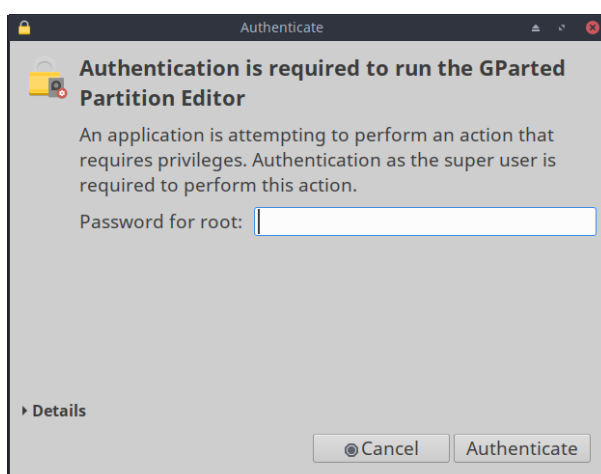 Authenticate
Authentication is required to run the GParted
Partition Editor
An application is attempting to perform an action that
requires privileges. Authentication as the super user is
required to perform this action.
Password for root:
Details
Cancel
Authenticate